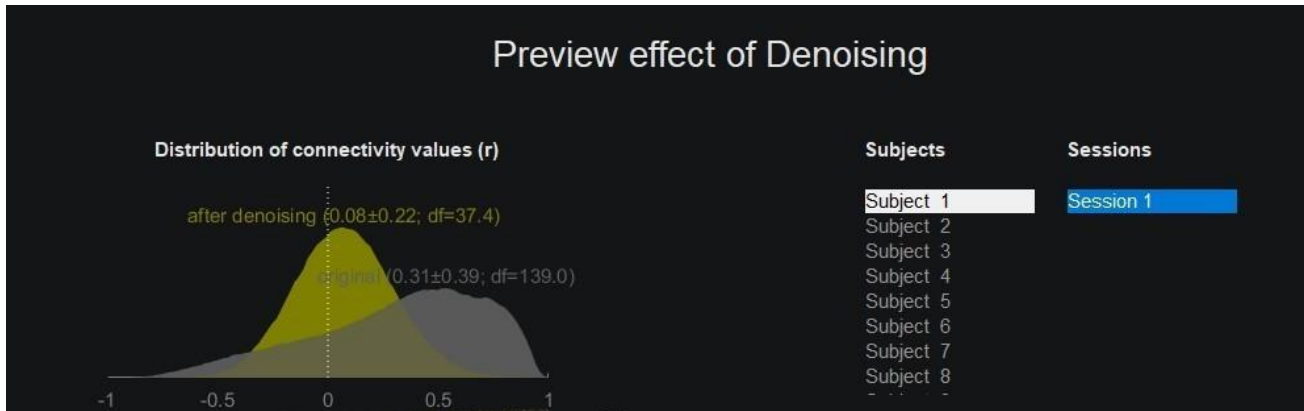 Preview effect of Denoising
Distribution of connectivity values (r)
after denoising (0.08±0.22; df=37.4)
original (0.31±0.39; df=139.0)
-1 -0.5 0 0.5 1
Subjects
Subject 1
Subject 2
Subject 3
Subject 4
Subject 5
Subject 6
Subject 7
Subject 8
Sessions
Session 1